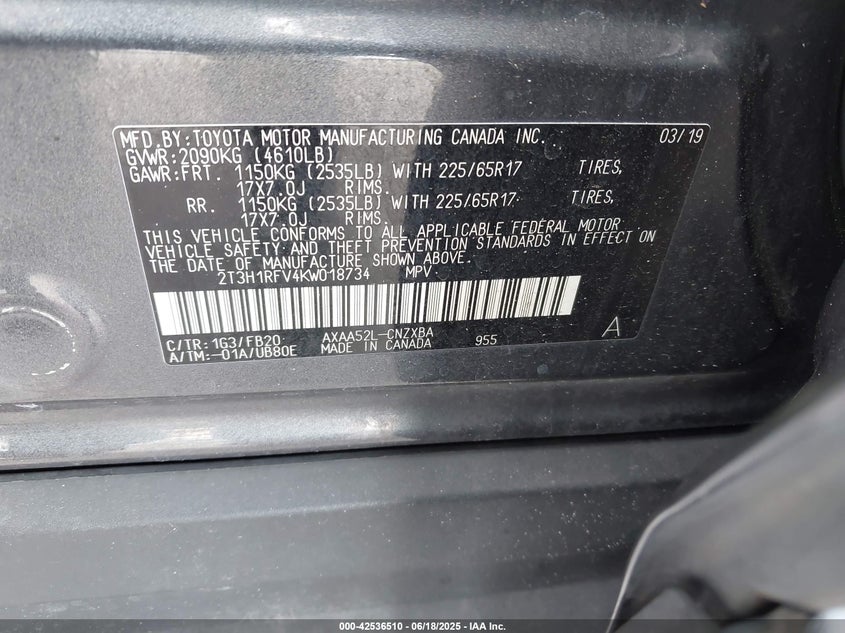 MFD.BY:TOYOTA MOTOR MANUFACTURING CANADA INC. 03/19
GVWR:2090KG (4610LB)
GAWR:FRT. 1150KG (2535LB) WITH 225/65R17 TIRES,
17X7.0J RIMS.
RR. 1150KG (2535LB) WITH 225/65R17 TIRES,
17X7.0J RIMS.
THIS VEHICLE CONFORMS TO ALL APPLICABLE FEDERAL MOTOR
VEHICLE SAFETY AND THEFT PREVENTION STANDARDS IN EFFECT ON
THE DATE OF MANUFACTURE SHOWN ABOVE.
2T3H1RFV4KW018734 MPV
C/TR:1G3/FB20 AXAA52L-CNZXBA A
A/TM:-01A/UB80E MADE IN CANADA 955
000-42536510 - 06/18/2025 - IAA Inc.